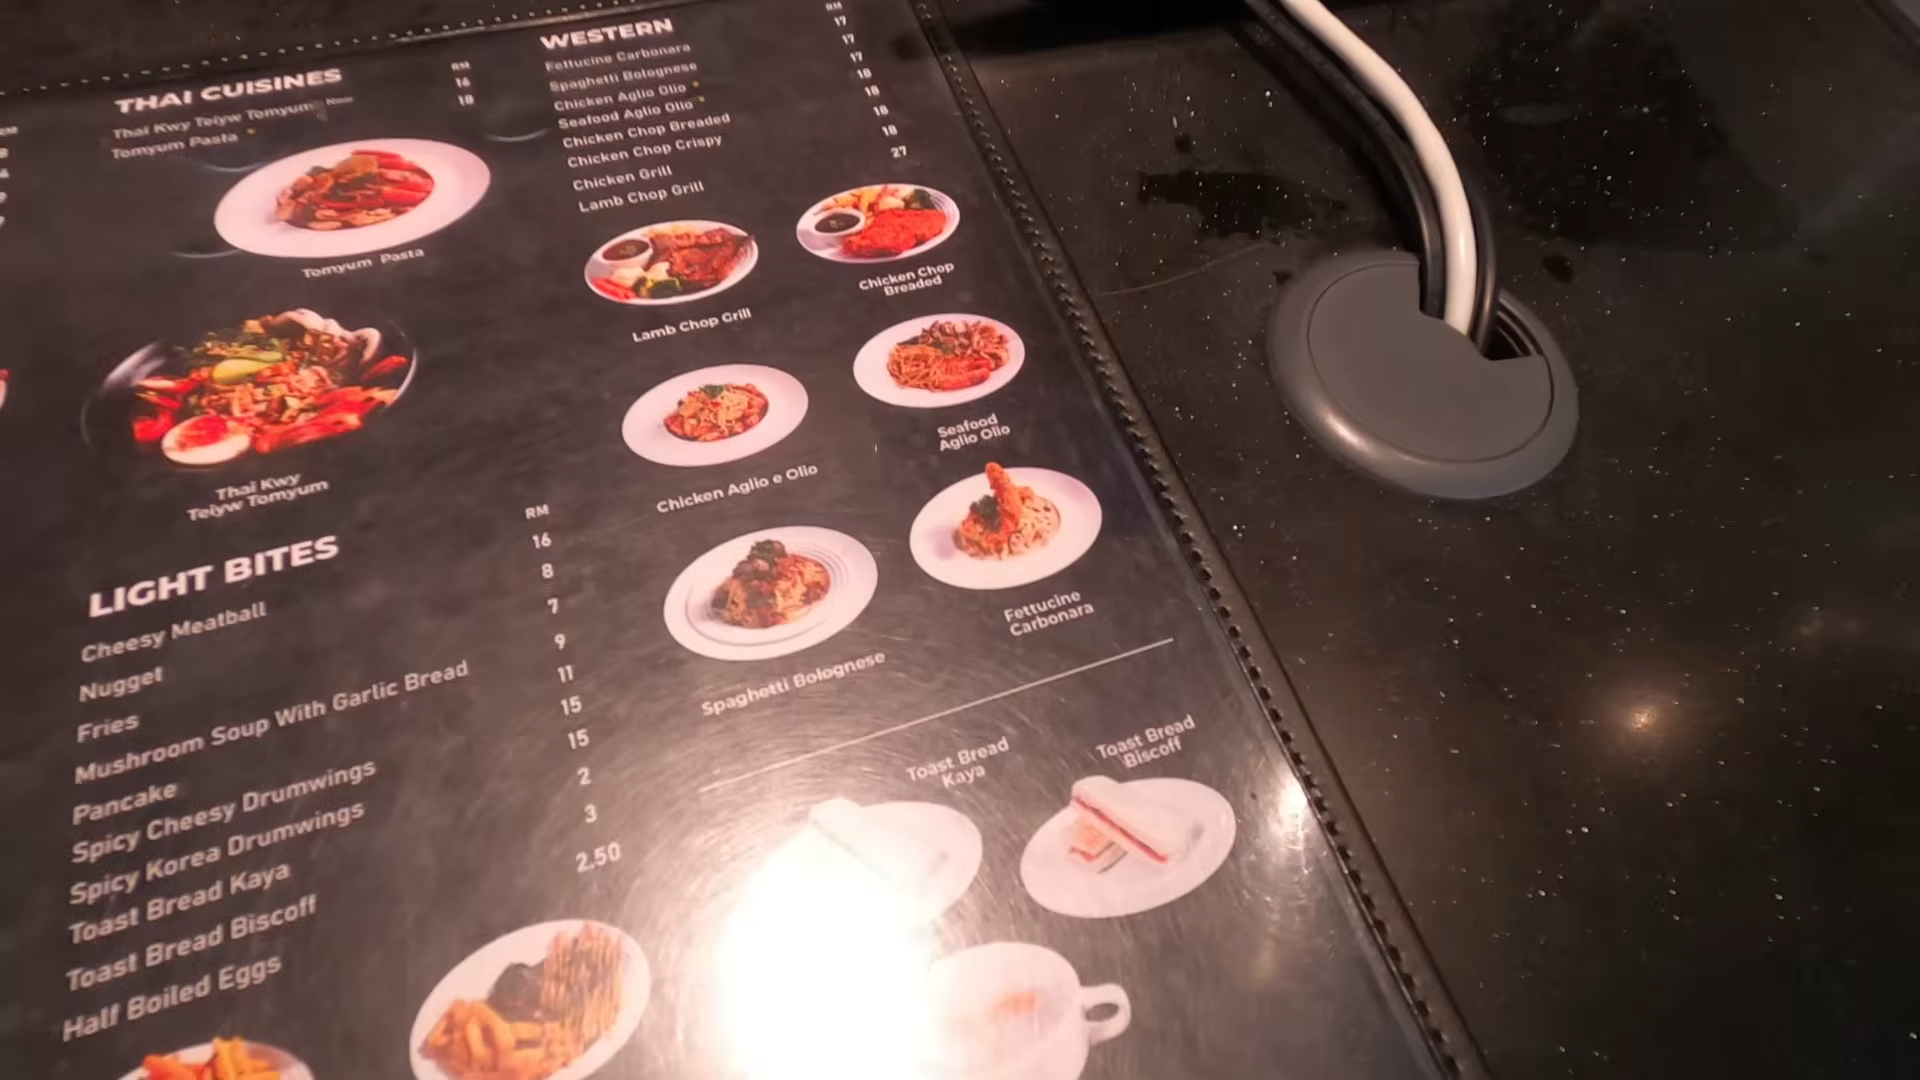 THAI CUISINES
RM
Thai Kwy Teiyw Tomyum New 16
Tomyum Pasta 18
Tomyum Pasta
Thai Kwy
Teiyw Tomyum
WESTERN
RM
Fettucine Carbonara 17
Spaghetti Bolognese 17
Chicken Aglio Olio 17
Seafood Aglio Olio 18
Chicken Chop Breaded 18
Chicken Chop Crispy 18
Chicken Grill 18
Lamb Chop Grill 27
Lamb Chop Grill
Chicken Chop
Breaded
Chicken Aglio e Olio
Seafood
Aglio Olio
Spaghetti Bolognese
Fettucine
Carbonara
LIGHT BITES
RM
Cheesy Meatball 16
Nugget 8
Fries 7
Mushroom Soup With Garlic Bread 9
Pancake 11
Spicy Cheesy Drumwings 15
Spicy Korea Drumwings 15
Toast Bread Kaya 2
Toast Bread Biscoff 3
Half Boiled Eggs 2.50
Toast Bread
Kaya
Toast Bread
Biscoff